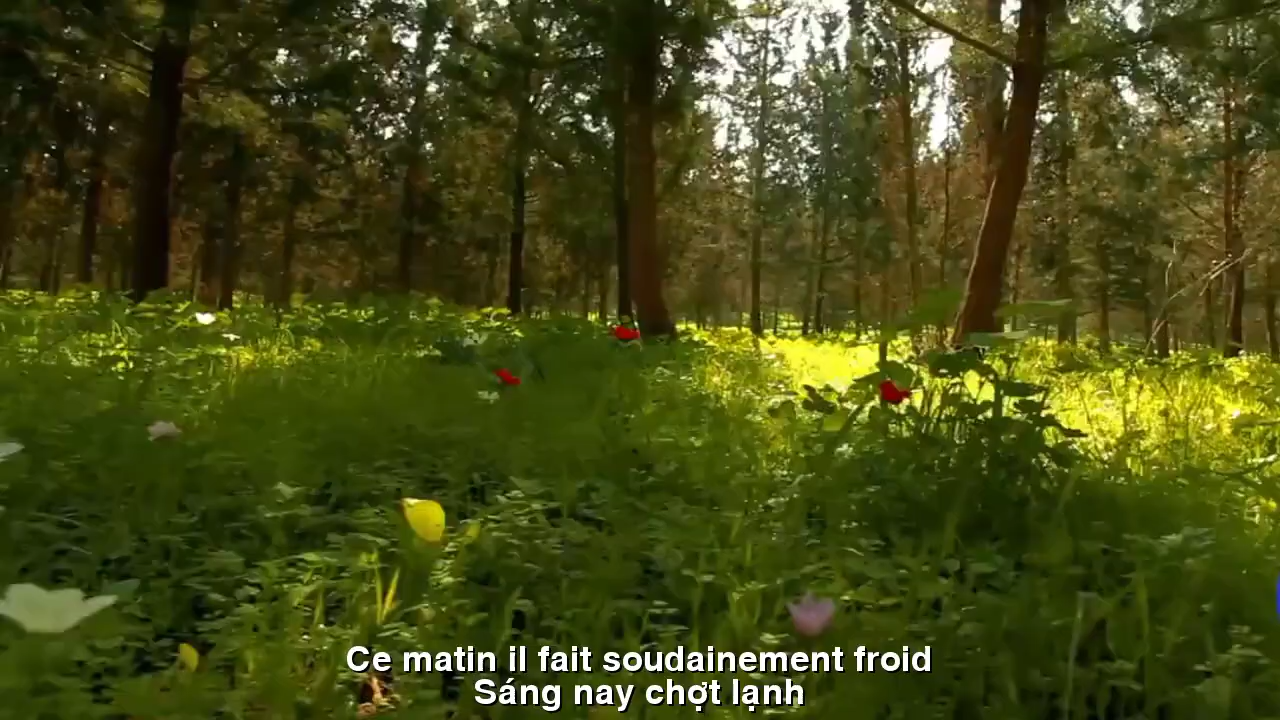 Ce matin il fait soudainement froid
Sáng nay chợt lạnh